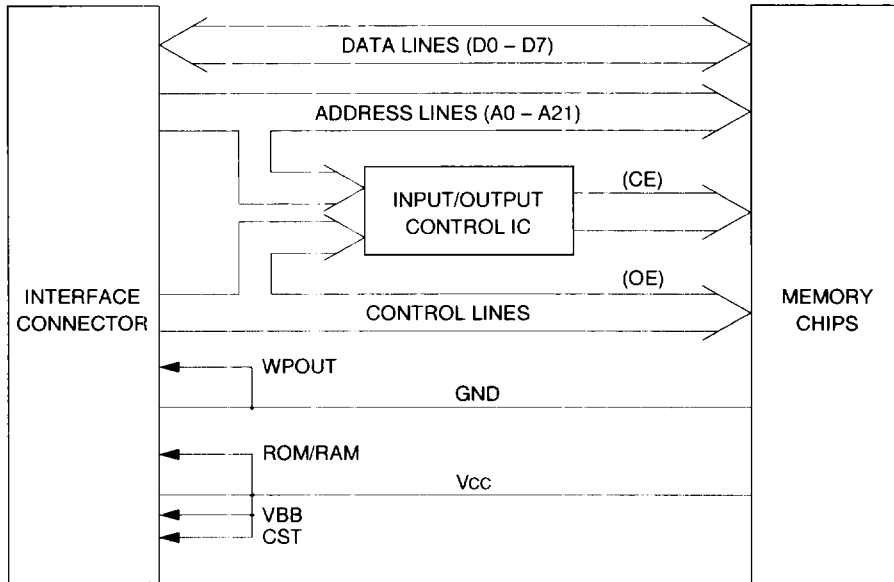 DATA LINES (D0 – D7)
ADDRESS LINES (A0 – A21)
INPUT/OUTPUT
CONTROL IC
(CE)
(OE)
INTERFACE
CONNECTOR
CONTROL LINES
MEMORY
CHIPS
WPOUT
GND
ROM/RAM
Vcc
VBB
CST